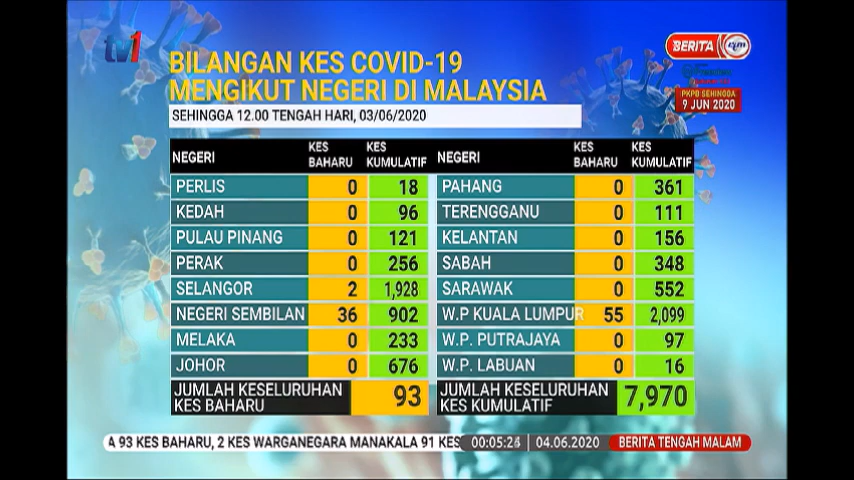 tv1
BILANGAN KES COVID-19
MENGIKUT NEGERI DI MALAYSIA
SEHINGGA 12.00 TENGAH HARI, 03/06/2020
BERITA rtm
PKPB SEHINGGA
9 JUN 2020
NEGERI KES BAHARU KES KUMULATIF
PERLIS 0 18
KEDAH 0 96
PULAU PINANG 0 121
PERAK 0 256
SELANGOR 2 1,928
NEGERI SEMBILAN 36 902
MELAKA 0 233
JOHOR 0 676
JUMLAH KESELURUHAN
KES BAHARU 93
NEGERI KES BAHARU KES KUMULATIF
PAHANG 0 361
TERENGGANU 0 111
KELANTAN 0 156
SABAH 0 348
SARAWAK 0 552
W.P KUALA LUMPUR 55 2,099
W.P. PUTRAJAYA 0 97
W.P. LABUAN 0 16
JUMLAH KESELURUHAN
KES KUMULATIF 7,970
A 93 KES BAHARU, 2 KES WARGANEGARA MANAKALA 91 KES 00:05:26 04.06.2020 BERITA TENGAH MALAM